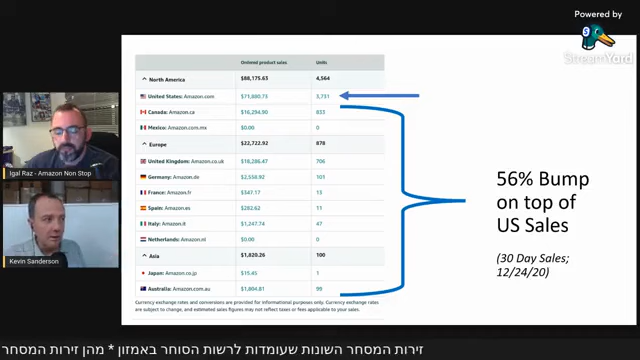 Powered by
StreamYard
Ordered product sales Units
North America $88,175.63 4,564
United States: Amazon.com $71,880.73 3,731
Canada: Amazon.ca $16,294.90 833
Mexico: Amazon.com.mx $0.00 0
Europe $22,722.92 878
United Kingdom: Amazon.co.uk $18,286.47 706
Germany: Amazon.de $2,558.92 101
France: Amazon.fr $347.17 13
Spain: Amazon.es $282.62 11
Italy: Amazon.it $1,247.74 47
Netherlands: Amazon.nl $0.00 0
Asia $1,820.26 100
Japan: Amazon.co.jp $15.45 1
Australia: Amazon.com.au $1,804.81 99
Currency exchange rates and conversions are provided for informational purposes only. Currency exchange rates
are subject to change, and estimated sales figures may not reflect taxes or fees applicable to your sales.
56% Bump
on top of
US Sales
(30 Day Sales;
12/24/20)
Igal Raz - Amazon Non Stop
Kevin Sanderson
זירות המסחר השונות שעומדות לרשות הסוחר באמזון * מהן זירות המסחר